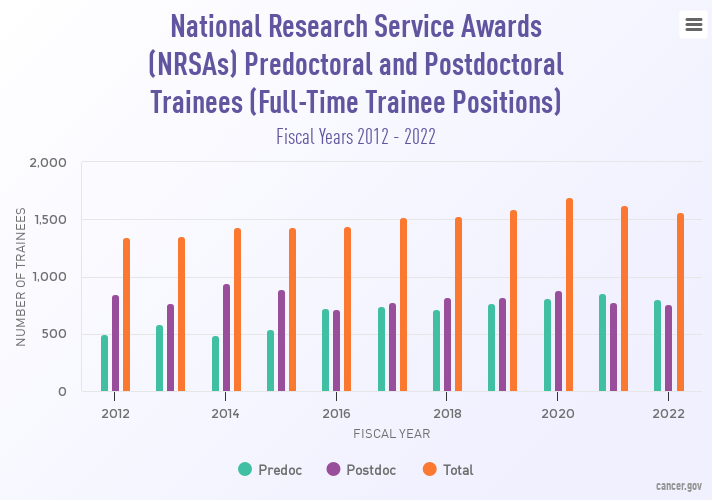 National Research Service Awards
(NRSAs) Predoctoral and Postdoctoral
Trainees (Full-Time Trainee Positions)
Fiscal Years 2012 - 2022
NUMBER OF TRAINEES
2,000
1,500
1,000
500
0
2012 2014 2016 2018 2020 2022
FISCAL YEAR
Predoc Postdoc Total
cancer.gov